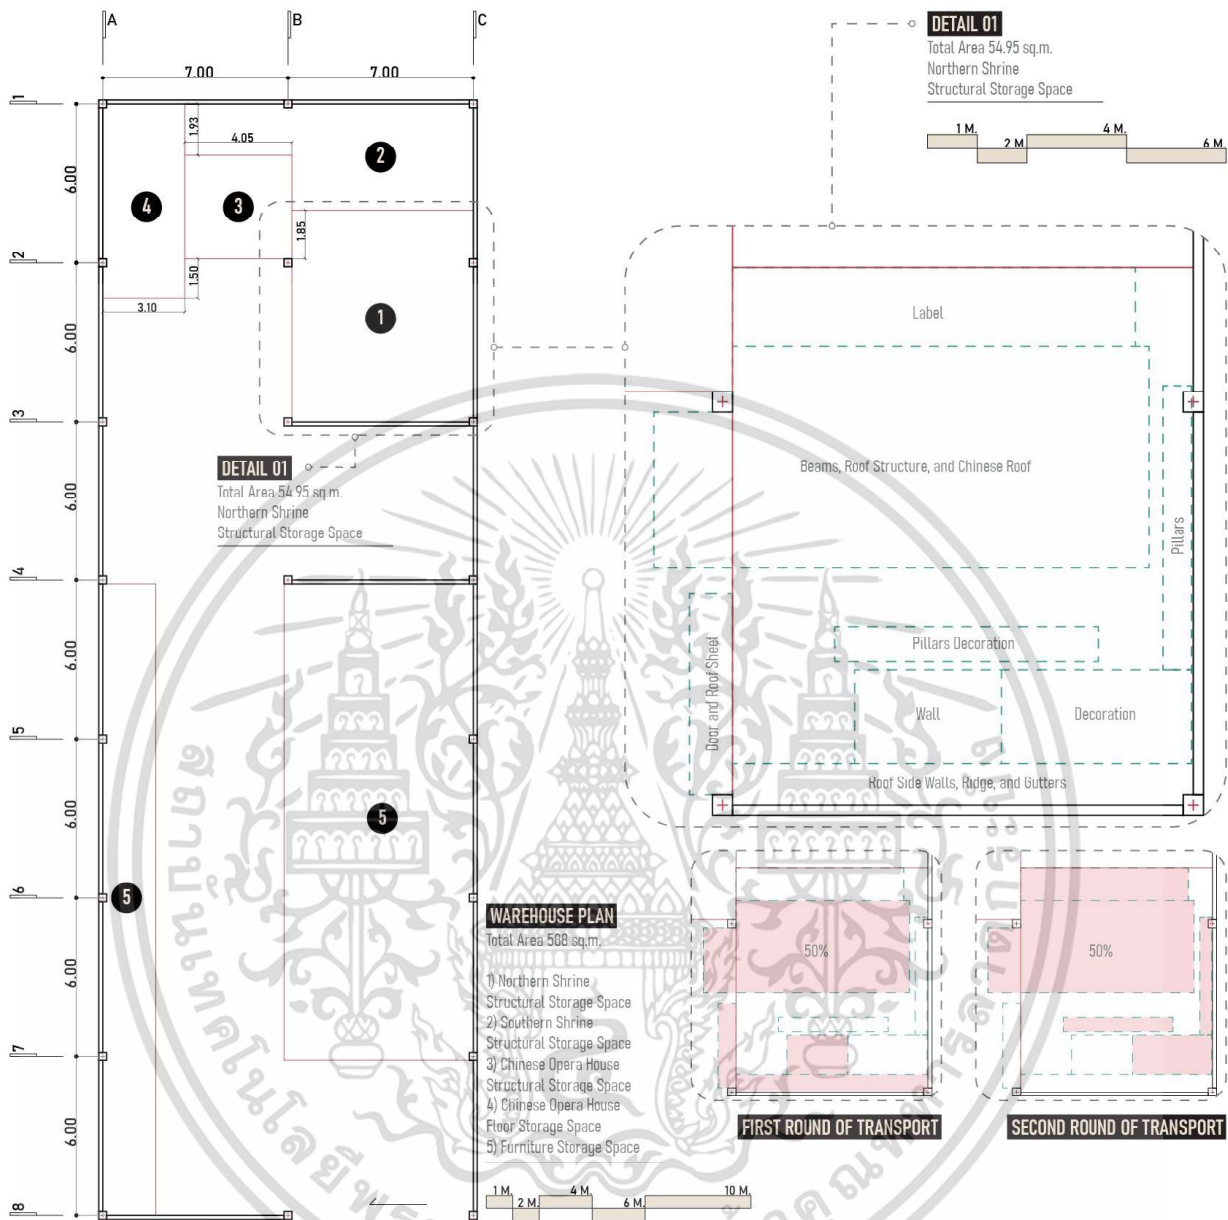 A
B
C
7.00
7.00
1
2
3
4
5
6
7
8
6.00
6.00
6.00
6.00
6.00
6.00
6.00
1.93
4.05
1.85
1.50
3.10
4
3
2
1
5
5
DETAIL 01
Total Area 54.95 sq.m.
Northern Shrine
Structural Storage Space
WAREHOUSE PLAN
Total Area 588 sq.m.
1) Northern Shrine
Structural Storage Space
2) Southern Shrine
Structural Storage Space
3) Chinese Opera House
Structural Storage Space
4) Chinese Opera House
Floor Storage Space
5) Furniture Storage Space
1 M.
2 M.
4 M.
6 M.
10 M.
DETAIL 01
Total Area 54.95 sq.m.
Northern Shrine
Structural Storage Space
1 M.
2 M
4 M.
6 M
Label
Beams, Roof Structure, and Chinese Roof
Pillars
Pillars Decoration
Door and Roof Sheet
Wall
Decoration
Roof Side Walls, Ridge, and Gutters
50%
FIRST ROUND OF TRANSPORT
50%
SECOND ROUND OF TRANSPORT